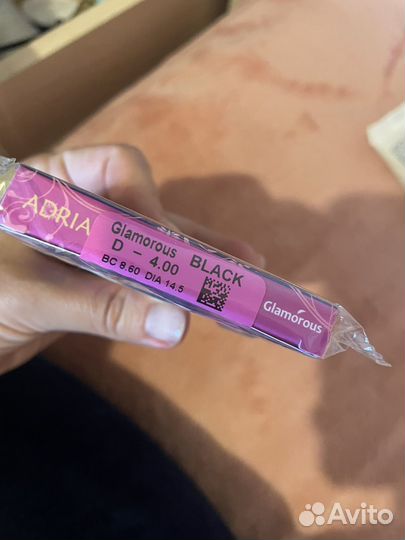 ADRIA
Glamorous BLACK
D - 4.00
BC 8.60 DIA 14.5
Glamorous
Avito